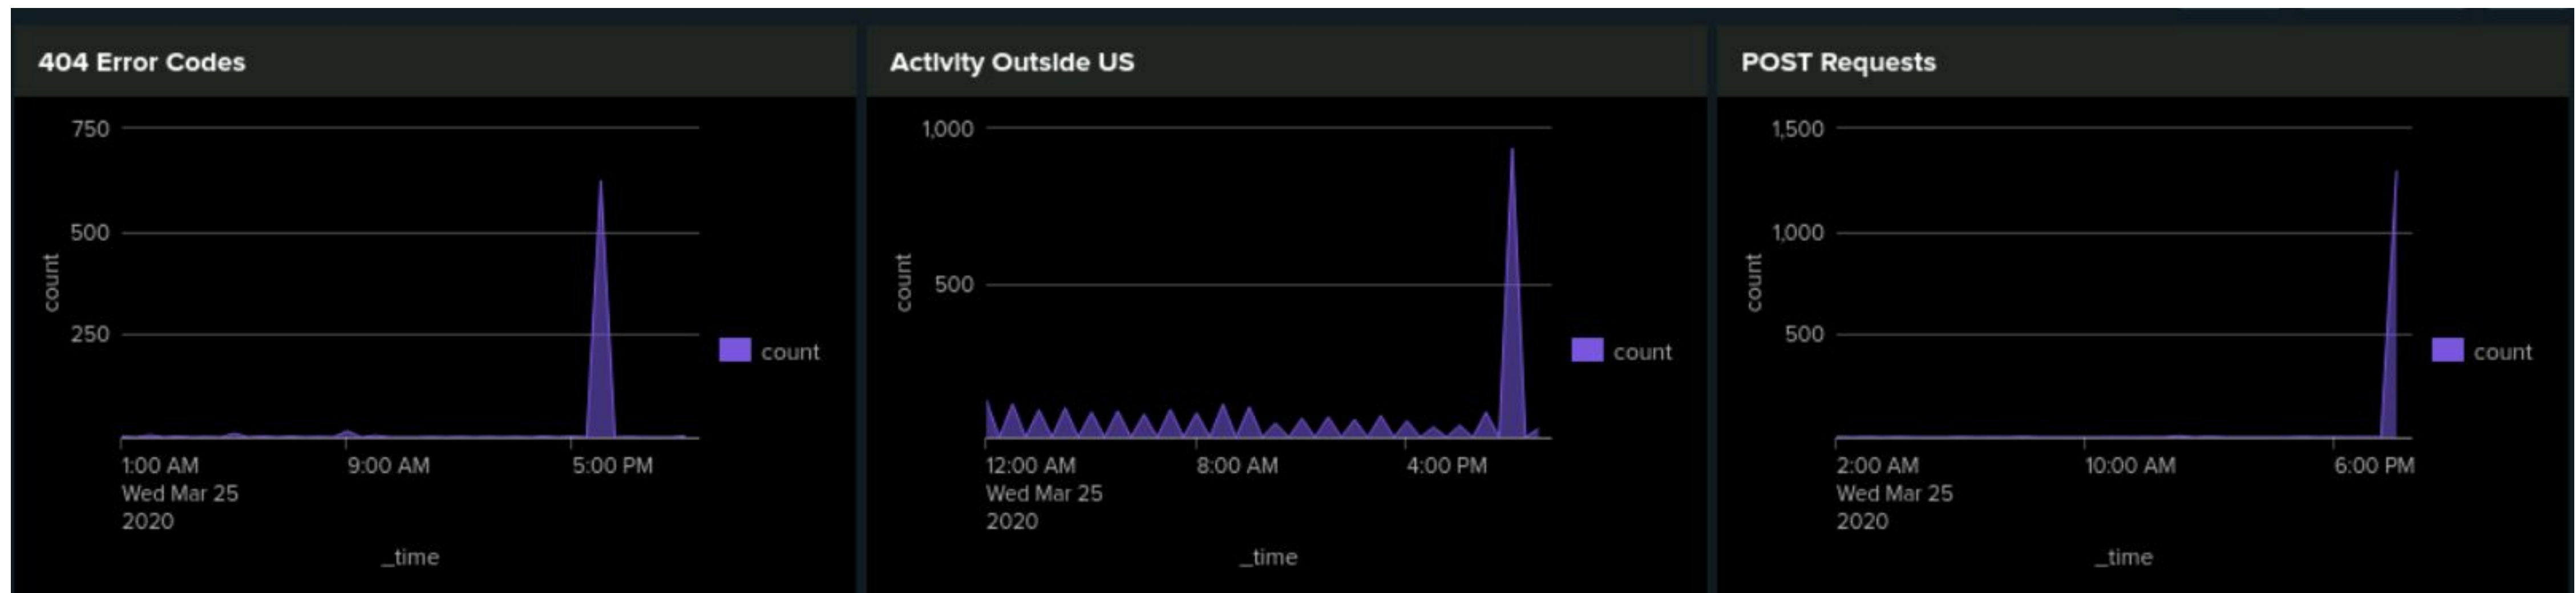 404 Error Codes
750
500
250
count
count
1:00 AM
Wed Mar 25
2020
9:00 AM
5:00 PM
_time
Activity Outside US
1,000
500
count
count
12:00 AM
Wed Mar 25
2020
8:00 AM
4:00 PM
_time
POST Requests
1,500
1,000
500
count
count
2:00 AM
Wed Mar 25
2020
10:00 AM
6:00 PM
_time